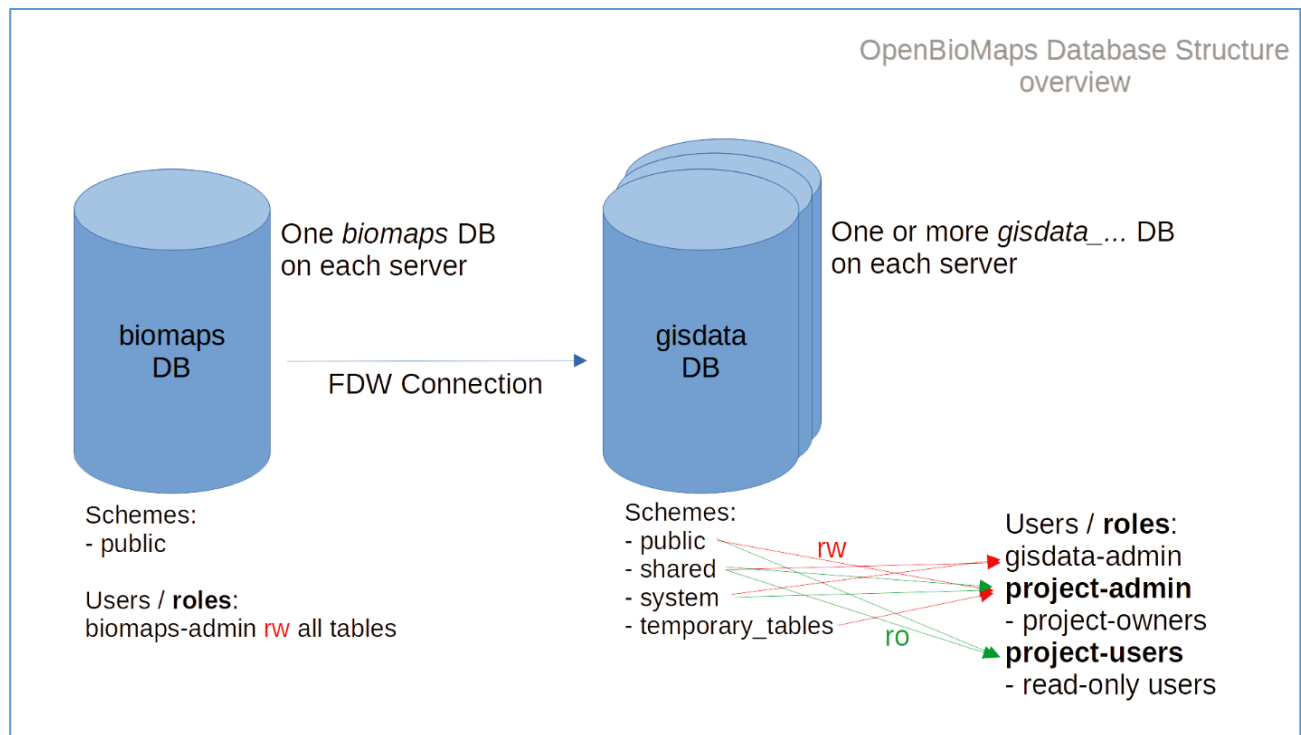 OpenBioMaps Database Structure
overview
One biomaps DB
on each server
biomaps
DB
FDW Connection
One or more gisdata_... DB
on each server
gisdata
DB
Schemes:
- public
Users / roles:
biomaps-admin rw all tables
Schemes:
- public
- shared
- system
- temporary_tables
rw
ro
Users / roles:
gisdata-admin
project-admin
- project-owners
project-users
- read-only users